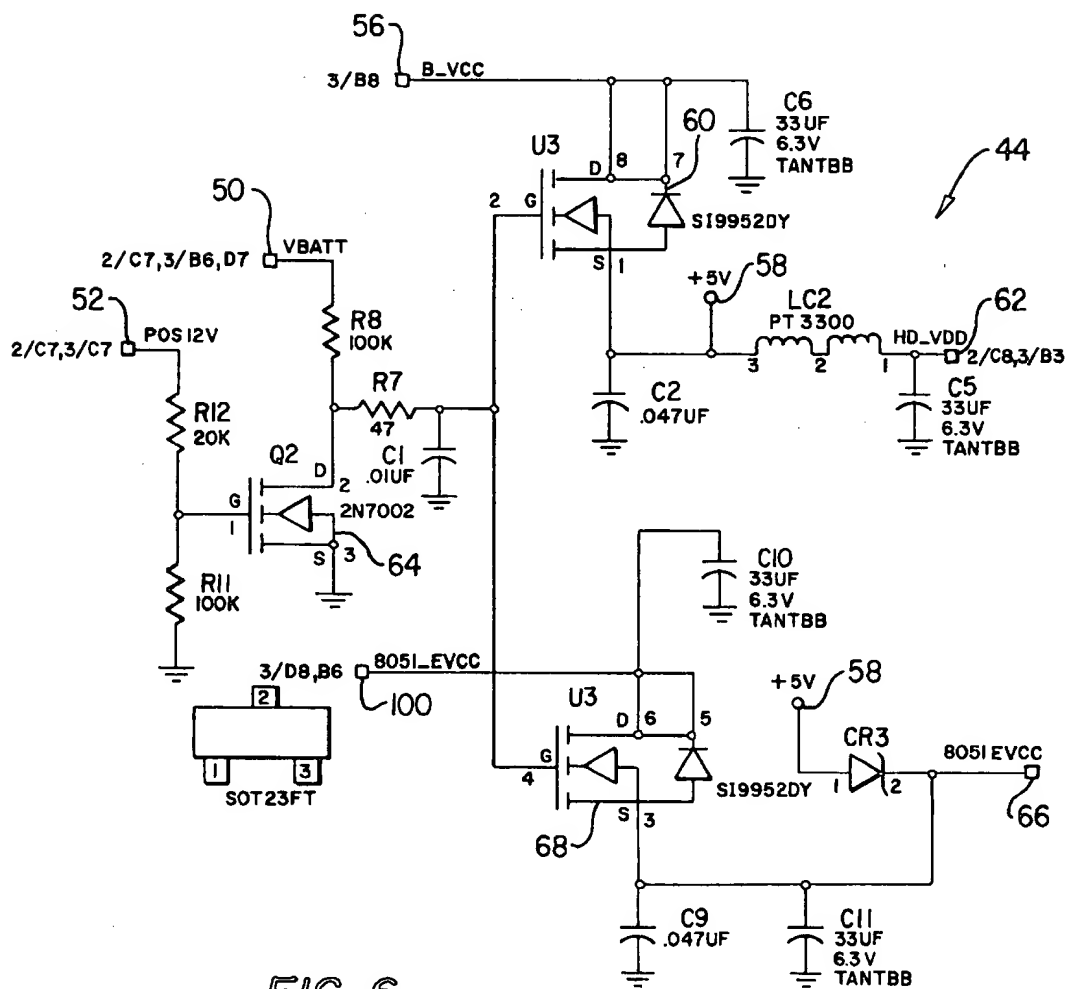 56
3/B8
B_VCC
C6
33UF
6.3V
TANTBB
60
44
U3
D
8
7
2
G
SI9952DY
S
1
50
VBATT
2/C7,3/B6,D7
52
POS12V
2/C7,3/C7
R8
100K
+5V
58
LC2
PT 3300
3
2
1
HD_VDD
62
2/C8,3/B3
R7
47
R12
20K
C1
.01UF
C2
.047UF
C5
33UF
6.3V
TANTBB
Q2
D
2
G
1
2N7002
S
3
64
R11
100K
C10
33UF
6.3V
TANTBB
3/D8,B6
8051_EVCC
100
2
1
3
SOT23FT
U3
D
6
5
G
4
SI9952DY
S
3
68
+5V
58
CR3
1
2
8051EVCC
66
C9
.047UF
C11
33UF
6.3V
TANTBB
FIG. 6